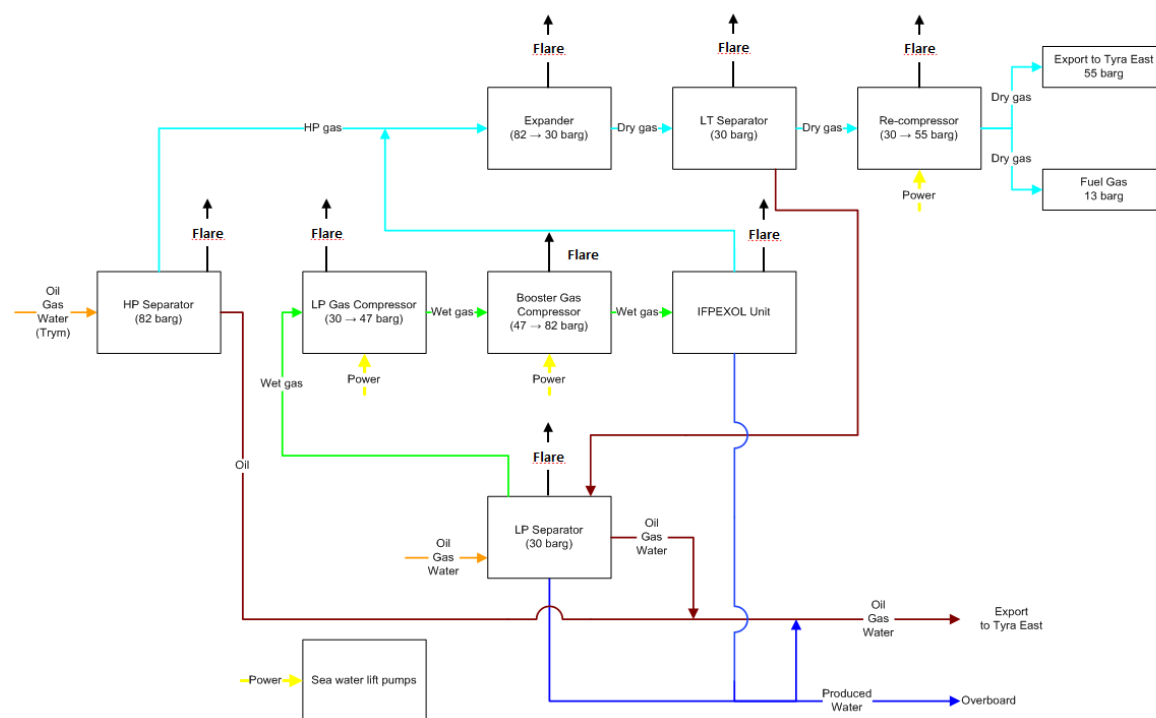 Flare
Flare
Flare
Export to Tyra East
55 barg
Dry gas
HP gas
Expander
(82 → 30 barg)
Dry gas
LT Separator
(30 barg)
Dry gas
Re-compressor
(30 → 55 barg)
Dry gas
Fuel Gas
13 barg
Power
Flare
Flare
Flare
Flare
Oil
Gas
Water
(Trym)
HP Separator
(82 barg)
LP Gas Compressor
(30 → 47 barg)
Wet gas
Booster Gas
Compressor
(47 → 82 barg)
Wet gas
IFPEXOL Unit
Power
Power
Wet gas
Oil
Flare
Oil
Gas
Water
LP Separator
(30 barg)
Oil
Gas
Water
Oil
Gas
Water
Export
to Tyra East
Power
Sea water lift pumps
Produced
Water
Overboard